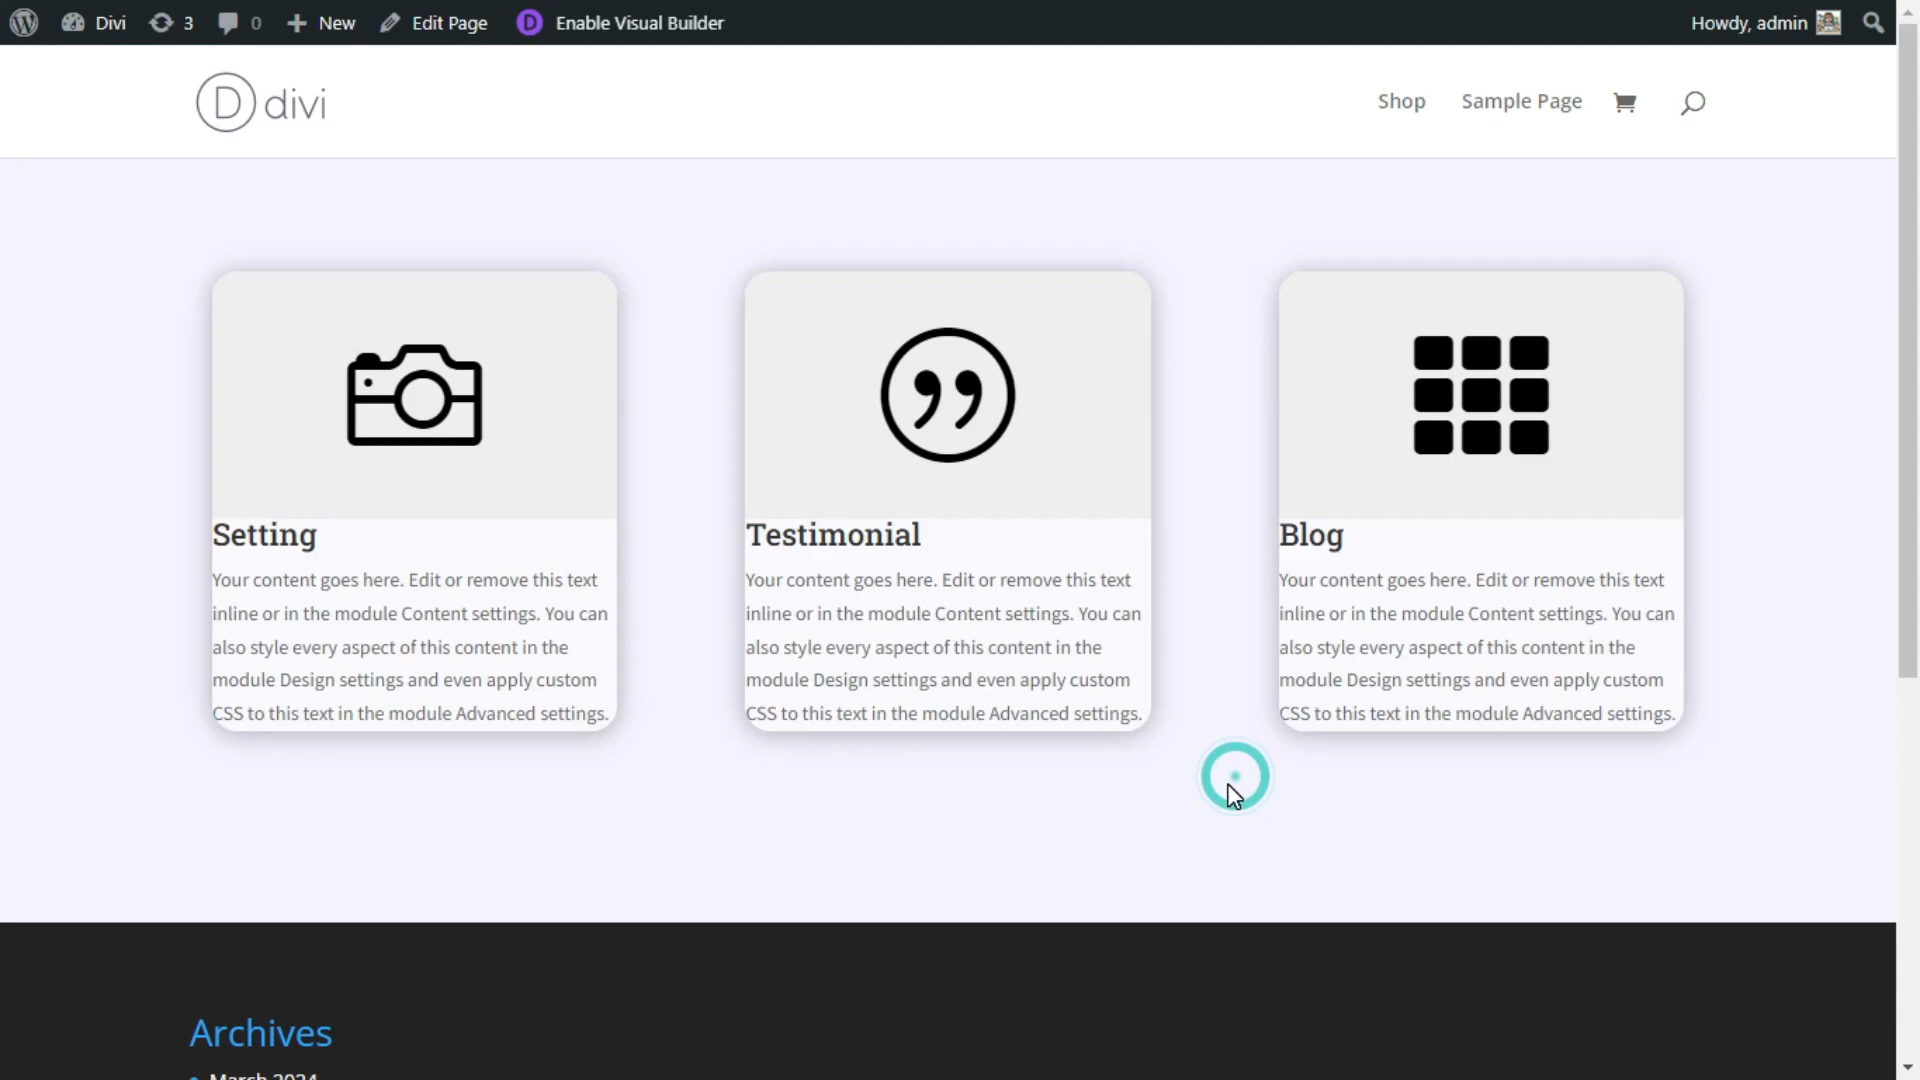 Divi 3 0 New Edit Page D Enable Visual Builder Howdy, admin
D divi Shop Sample Page
Setting
Your content goes here. Edit or remove this text
inline or in the module Content settings. You can
also style every aspect of this content in the
module Design settings and even apply custom
CSS to this text in the module Advanced settings.
Testimonial
Your content goes here. Edit or remove this text
inline or in the module Content settings. You can
also style every aspect of this content in the
module Design settings and even apply custom
CSS to this text in the module Advanced settings.
Blog
Your content goes here. Edit or remove this text
inline or in the module Content settings. You can
also style every aspect of this content in the
module Design settings and even apply custom
CSS to this text in the module Advanced settings.
Archives
March 2024